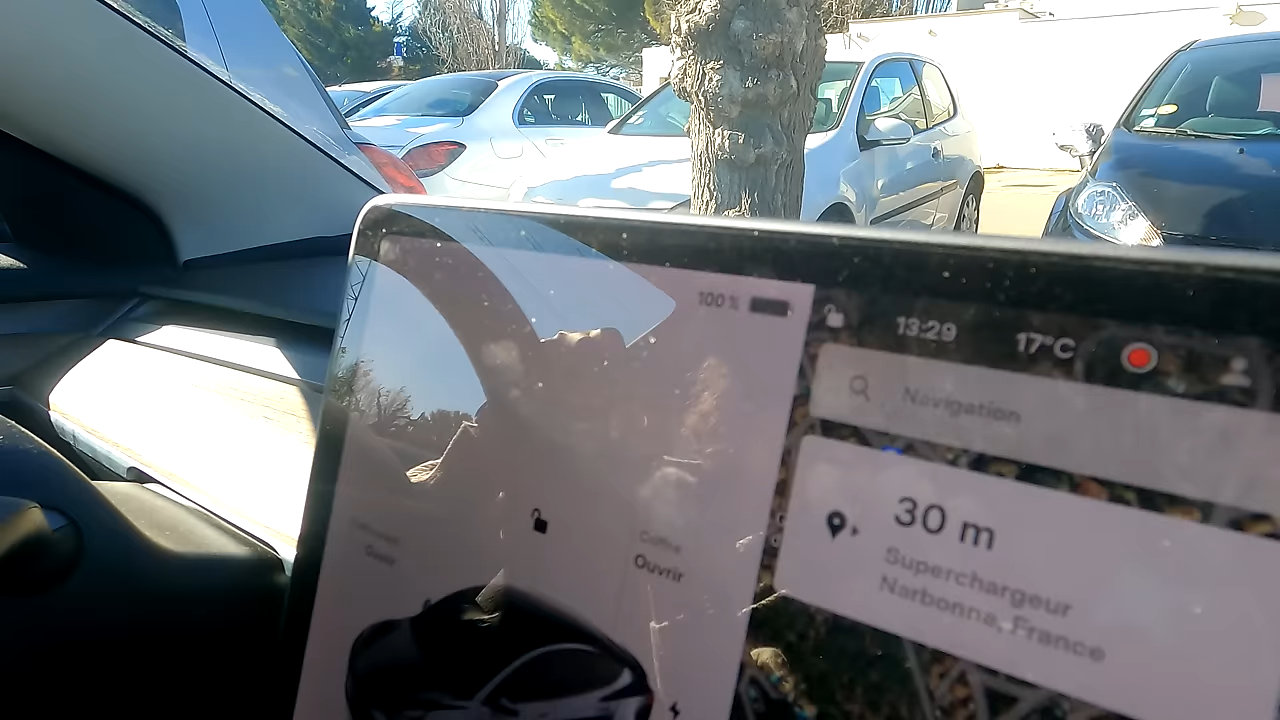 100 %
13:29
17°C
Navigation
30 m
Superchargeur
Narbonne, France
Coffre
Ouvrir